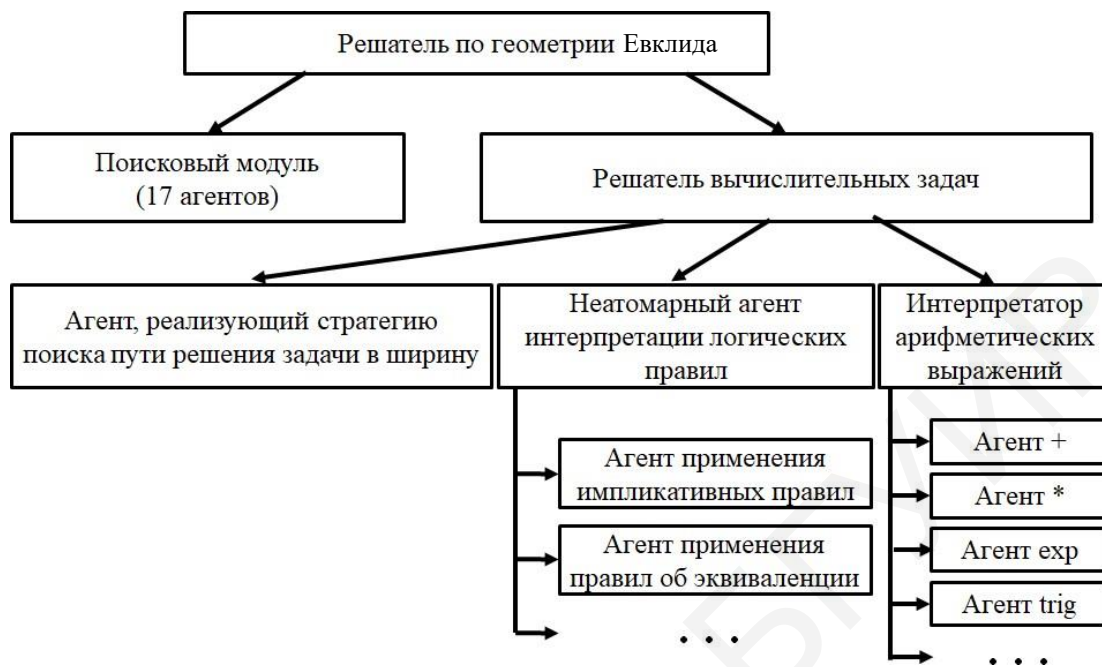 Решатель по геометрии Евклида
Поисковый модуль
(17 агентов)
Решатель вычислительных задач
Агент, реализующий стратегию
поиска пути решения задачи в ширину
Неатомарный агент
интерпретации логических
правил
Интерпретатор
арифметических
выражений
Агент применения
импликативных правил
Агент применения
правил об эквиваленции
. . .
Агент +
Агент *
Агент exp
Агент trig
. . .
БГУИР